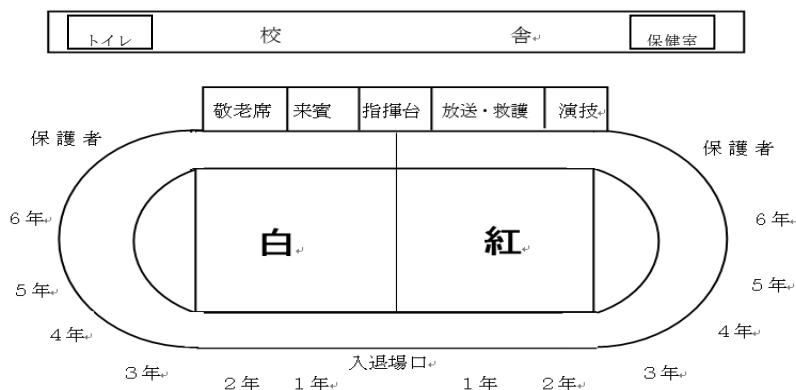 トイレ 校 舎 保健室
敬老席 来賓 指揮台 放送・救護 演技
保護者 保護者
白 紅
6年 6年
5年 5年
4年 4年
入退場口
3年 3年
2年 1年 1年 2年